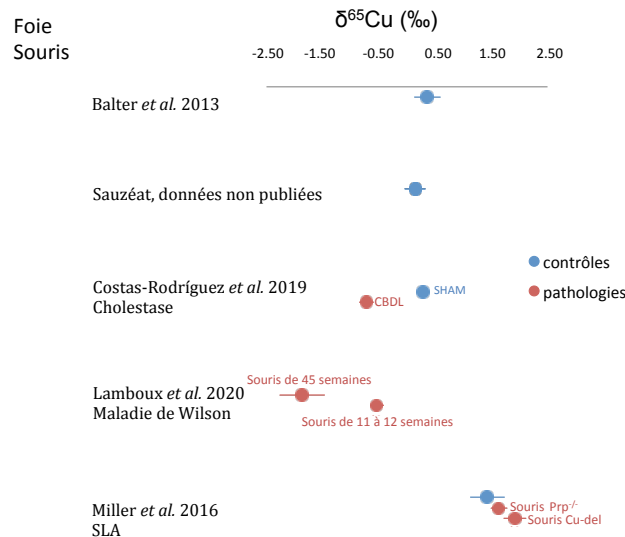 Foie
Souris
δ⁶⁵Cu (‰)
-2.50 -1.50 -0.50 0.50 1.50 2.50
Balter et al. 2013
Sauzéat, données non publiées
contrôles
pathologies
Costas-Rodríguez et al. 2019
Cholestase
CBDL
SHAM
Souris de 45 semaines
Lamboux et al. 2020
Maladie de Wilson
Souris de 11 à 12 semaines
Miller et al. 2016
SLA
Souris Prp⁻/⁻
Souris Cu-del